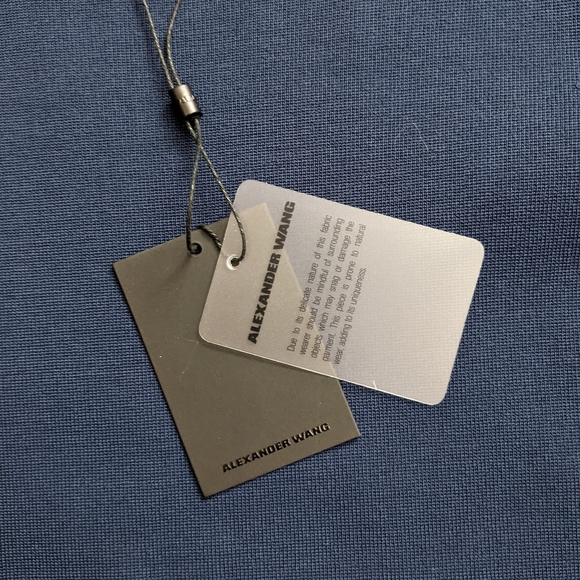 ALEXANDER WANG
Due to its delicate nature of this fabric
wearer should be mindful of surrounding
objects which may snag or damage the
garment. This piece is prone to natural
wear, adding to its uniqueness.
ALEXANDER WANG